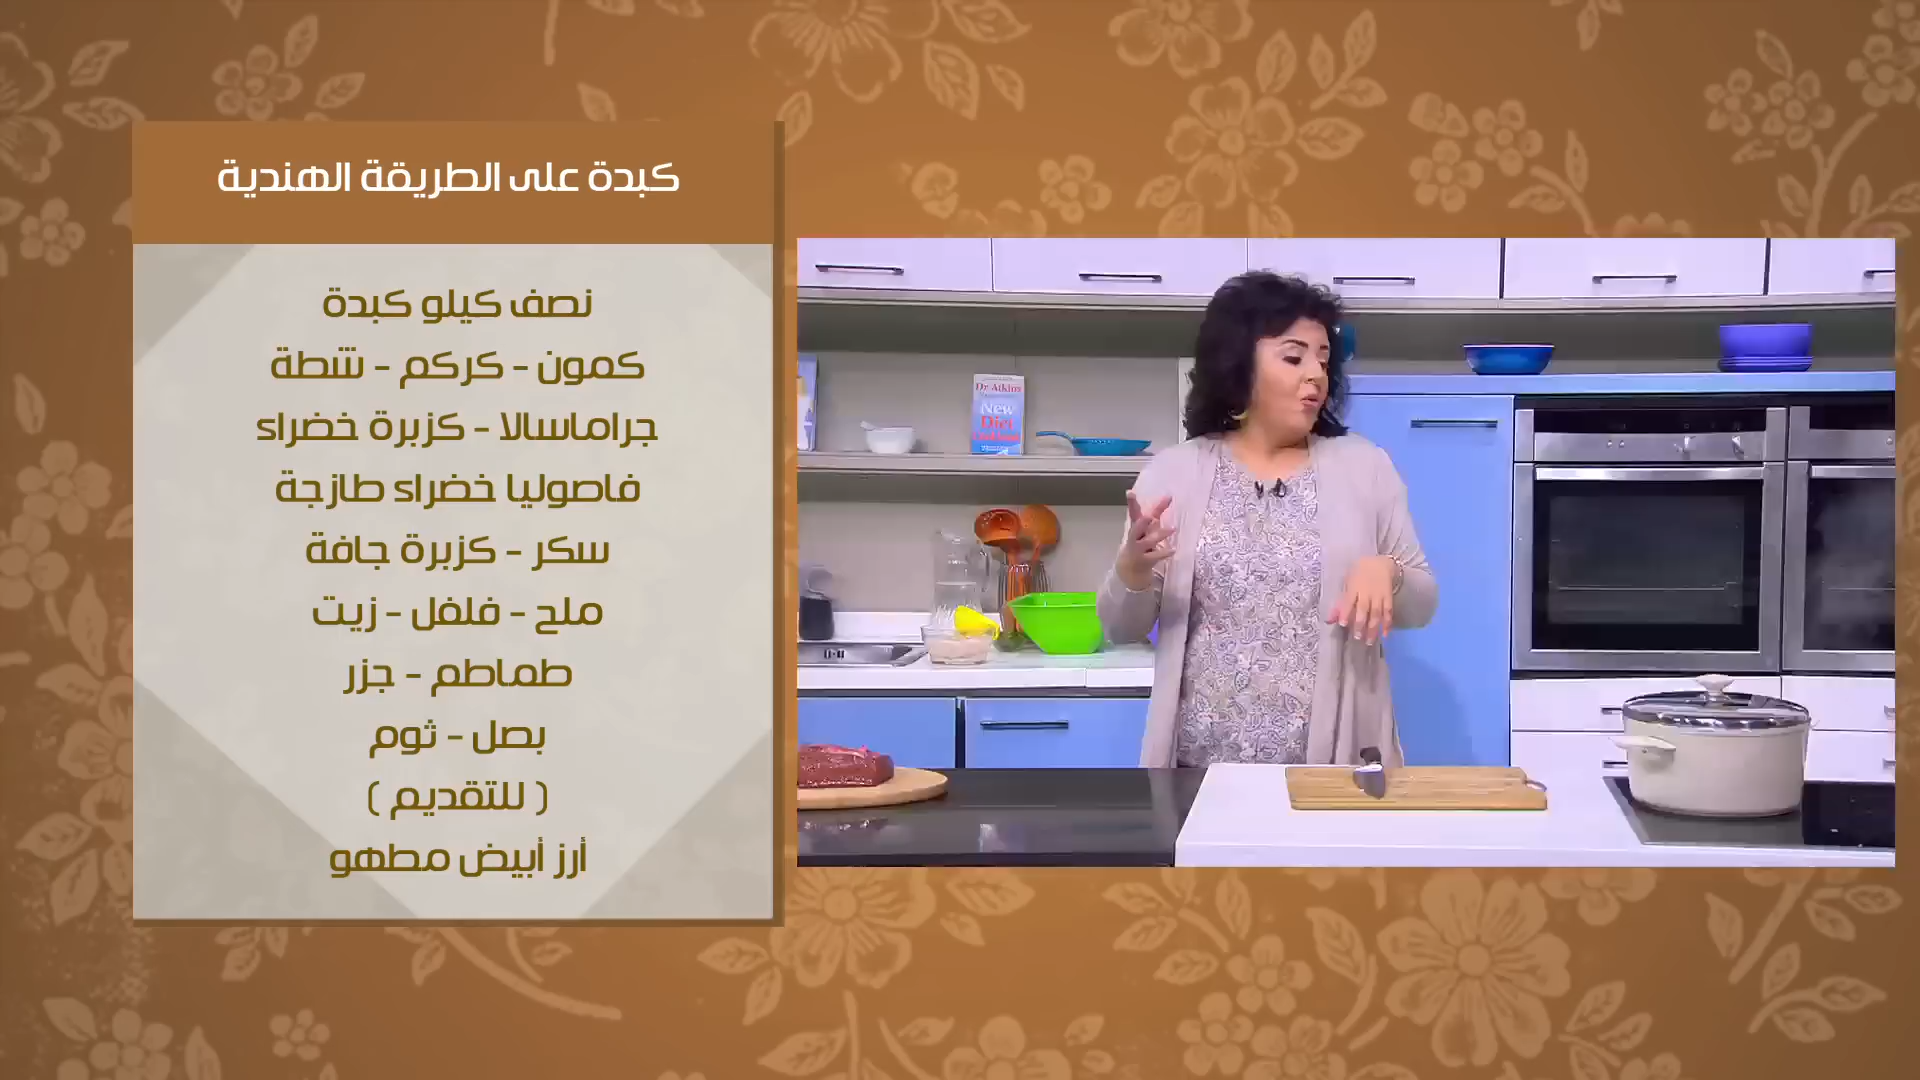 كبدة على الطريقة الهندية
نصف كيلو كبدة
كمون - كركم - شطة
جراماسالا - كزبرة خضراء
فاصوليا خضراء طازجة
سكر - كزبرة جافة
ملح - فلفل - زيت
طماطم - جزر
بصل - ثوم
( للتقديم )
أرز أبيض مطهو
Dr Atkins
New
Diet